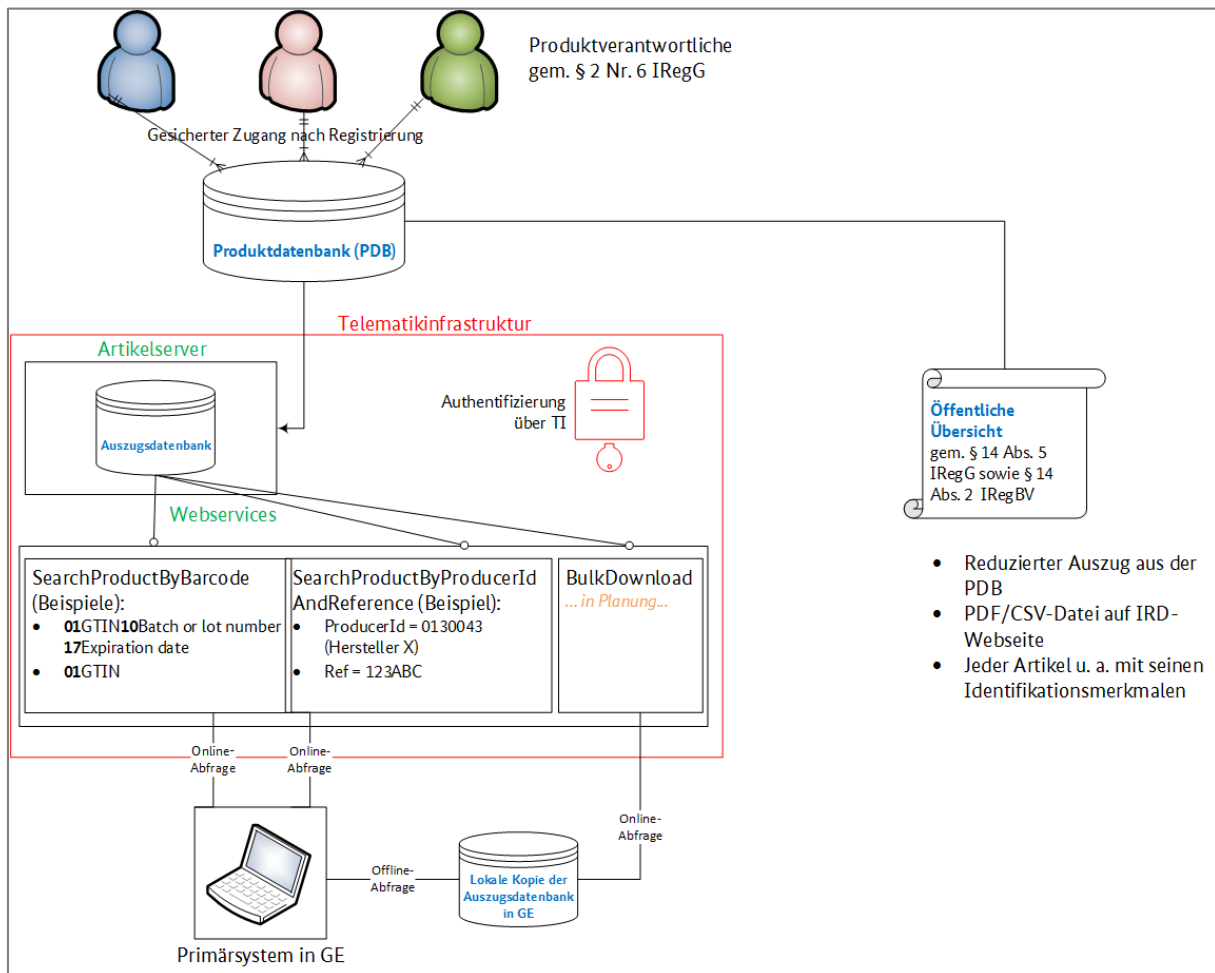 Produktverantwortliche
gem. § 2 Nr. 6 IRegG
Gesicherter Zugang nach Registrierung
Produktdatenbank (PDB)
Telematikinfrastruktur
Artikelserver
Auszugsdatenbank
Authentifizierung
über TI
Öffentliche
Übersicht
gem. § 14 Abs. 5
IRegG sowie § 14
Abs. 2 IRegBV
Webservices
SearchProductByBarcode
(Beispiele):
• 01GTIN10Batch or lot number
17Expiration date
• 01GTIN
SearchProductByProducerId
AndReference (Beispiel):
• ProducerId = 0130043
(Hersteller X)
• Ref = 123ABC
BulkDownload
... in Planung...
• Reduzierter Auszug aus der
PDB
• PDF/CSV-Datei auf IRD-
Webseite
• Jeder Artikel u. a. mit seinen
Identifikationsmerkmalen
Online-
Abfrage
Online-
Abfrage
Online-
Abfrage
Offline-
Abfrage
Lokale Kopie der
Auszugsdatenbank
in GE
Primärsystem in GE